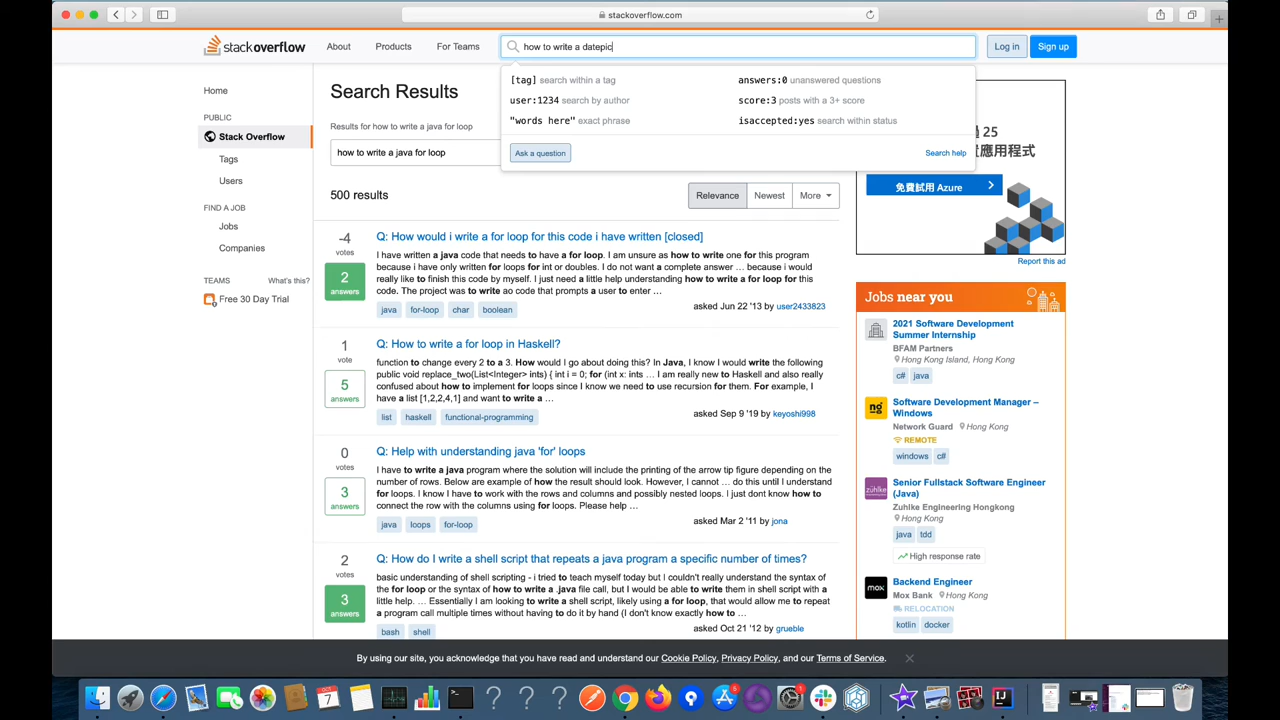 stackoverflow.com
stackoverflow
About
Products
For Teams
how to write a datepic
Log in
Sign up
[tag] search within a tag
answers:0 unanswered questions
user:1234 search by author
score:3 posts with a 3+ score
"words here" exact phrase
isaccepted:yes search within status
Ask a question
Search help
Home
PUBLIC
Stack Overflow
Tags
Users
FIND A JOB
Jobs
Companies
TEAMS
What's this?
Free 30 Day Trial
Search Results
Results for how to write a java for loop
how to write a java for loop
500 results
Relevance
Newest
More
-4
votes
2
answers
Q: How would i write a for loop for this code i have written [closed]
I have written a java code that needs to have a for loop. I am unsure as how to write one for this program
because i have only written for loops for int or doubles. I do not want a complete answer … because i would
really like to finish this code by myself. I just need a little help understanding how to write a for loop for this
code. The project was to write ao code that prompts a user to enter …
java
for-loop
char
boolean
asked Jun 22 '13 by user2433823
1
vote
5
answers
Q: How to write a for loop in Haskell?
function to change every 2 to a 3. How would I go about doing this? In Java, I know I would write the following
public void replace_two(List<Integer> ints) { int i = 0; for (int x: ints … I am really new to Haskell and also really
confused about how to implement for loops since I know we need to use recursion for them. For example, I
have a list [1,2,2,4,1] and want to write a …
list
haskell
functional-programming
asked Sep 9 '19 by keyoshi998
0
votes
3
answers
Q: Help with understanding java 'for' loops
I have to write a java program where the solution will include the printing of the arrow tip figure depending on the
number of rows. Below are example of how the result should look. However, I cannot … do this until I understand
for loops. I know I have to work with the rows and columns and possibly nested loops. I just dont know how to
connect the row with the columns using for loops. Please help …
java
loops
for-loop
asked Mar 2 '11 by jona
2
votes
3
answers
Q: How do I write a shell script that repeats a java program a specific number of times?
basic understanding of shell scripting - i tried to teach myself today but I couldn't really understand the syntax of
the for loop or the syntax of how to write a .java file call, but I would be able to write them in shell script with a
little help. … Essentially I am looking to write a shell script, likely using a for loop, that would allow me to repeat
a program call multiple times without having to do it by hand (I don't know exactly how to …
bash
shell
asked Oct 21 '12 by grueble
25
應用程式
免費試用 Azure
Report this ad
Jobs near you
2021 Software Development
Summer Internship
BFAM Partners
Hong Kong Island, Hong Kong
c#
java
Software Development Manager –
Windows
Network Guard
Hong Kong
REMOTE
windows
c#
Senior Fullstack Software Engineer
(Java)
Zuhlke Engineering Hongkong
Hong Kong
java
tdd
High response rate
Backend Engineer
Mox Bank
Hong Kong
RELOCATION
kotlin
docker
By using our site, you acknowledge that you have read and understand our Cookie Policy, Privacy Policy, and our Terms of Service.